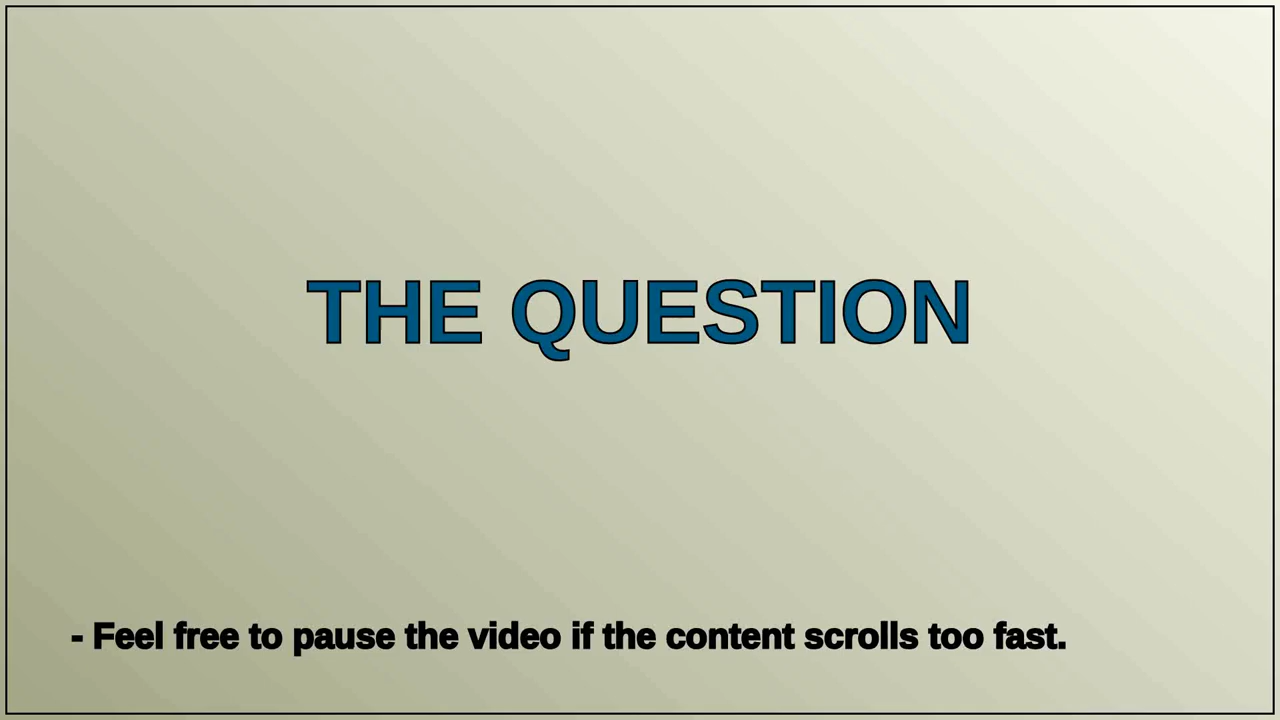 THE QUESTION
- Feel free to pause the video if the content scrolls too fast.